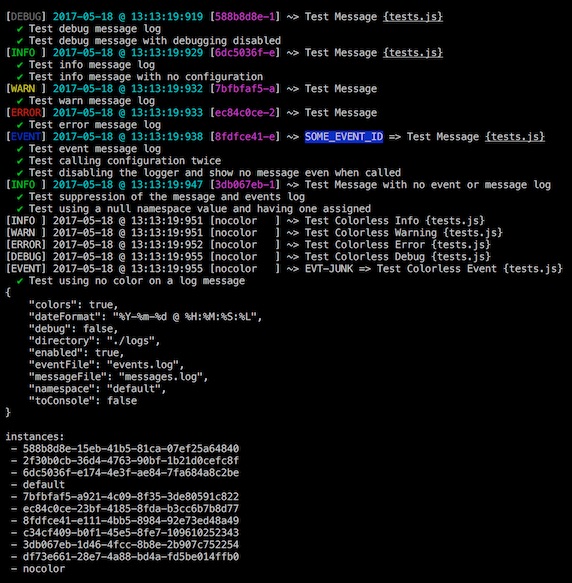 [DEBUG] 2017-05-18 @ 13:13:19:919 [588b8d8e-1] ~> Test Message {tests.js}
✔ Test debug message log
✔ Test debug message with debugging disabled
[INFO ] 2017-05-18 @ 13:13:19:929 [6dc5036f-e] ~> Test Message {tests.js}
✔ Test info message log
✔ Test info message with no configuration
[WARN ] 2017-05-18 @ 13:13:19:932 [7bfbfaf5-a] ~> Test Message
✔ Test warn message log
[ERROR] 2017-05-18 @ 13:13:19:933 [ec84c0ce-2] ~> Test Message
✔ Test error message log
[EVENT] 2017-05-18 @ 13:13:19:938 [8fdfce41-e] ~> SOME_EVENT_ID => Test Message {tests.js}
✔ Test event message log
✔ Test calling configuration twice
✔ Test disabling the logger and show no message even when called
[INFO ] 2017-05-18 @ 13:13:19:947 [3db067eb-1] ~> Test Message with no event or message log
✔ Test suppression of the message and events log
✔ Test using a null namespace value and having one assigned
[INFO ] 2017-05-18 @ 13:13:19:951 [nocolor   ] ~> Test Colorless Info {tests.js}
[WARN ] 2017-05-18 @ 13:13:19:951 [nocolor   ] ~> Test Colorless Warning {tests.js}
[ERROR] 2017-05-18 @ 13:13:19:952 [nocolor   ] ~> Test Colorless Error {tests.js}
[DEBUG] 2017-05-18 @ 13:13:19:955 [nocolor   ] ~> Test Colorless Debug {tests.js}
[EVENT] 2017-05-18 @ 13:13:19:955 [nocolor   ] ~> EVT-JUNK => Test Colorless Event {tests.js}
✔ Test using no color on a log message
{
    "colors": true,
    "dateFormat": "%Y-%m-%d @ %H:%M:%S:%L",
    "debug": false,
    "directory": "./logs",
    "enabled": true,
    "eventFile": "events.log",
    "messageFile": "messages.log",
    "namespace": "default",
    "toConsole": false
}
instances:
- 588b8d8e-15eb-41b5-81ca-07ef25a64840
- 2f30b0cb-36d4-4763-90bf-1b21d0cefc8f
- 6dc5036f-e174-4e3f-ae84-7fa684a8c2be
- default
- 7bfbfaf5-a921-4c09-8f35-3de80591c822
- ec84c0ce-23bf-4185-8fda-b3cc6b7b8d77
- 8fdfce41-e111-4bb5-8984-92e73ed48a49
- c34cf409-b0f1-45e5-8fe7-109610252343
- 3db067eb-1d46-4fcc-8b8e-2b907c752254
- df73e661-28e7-4a88-bd4a-fd5be014ffb0
- nocolor